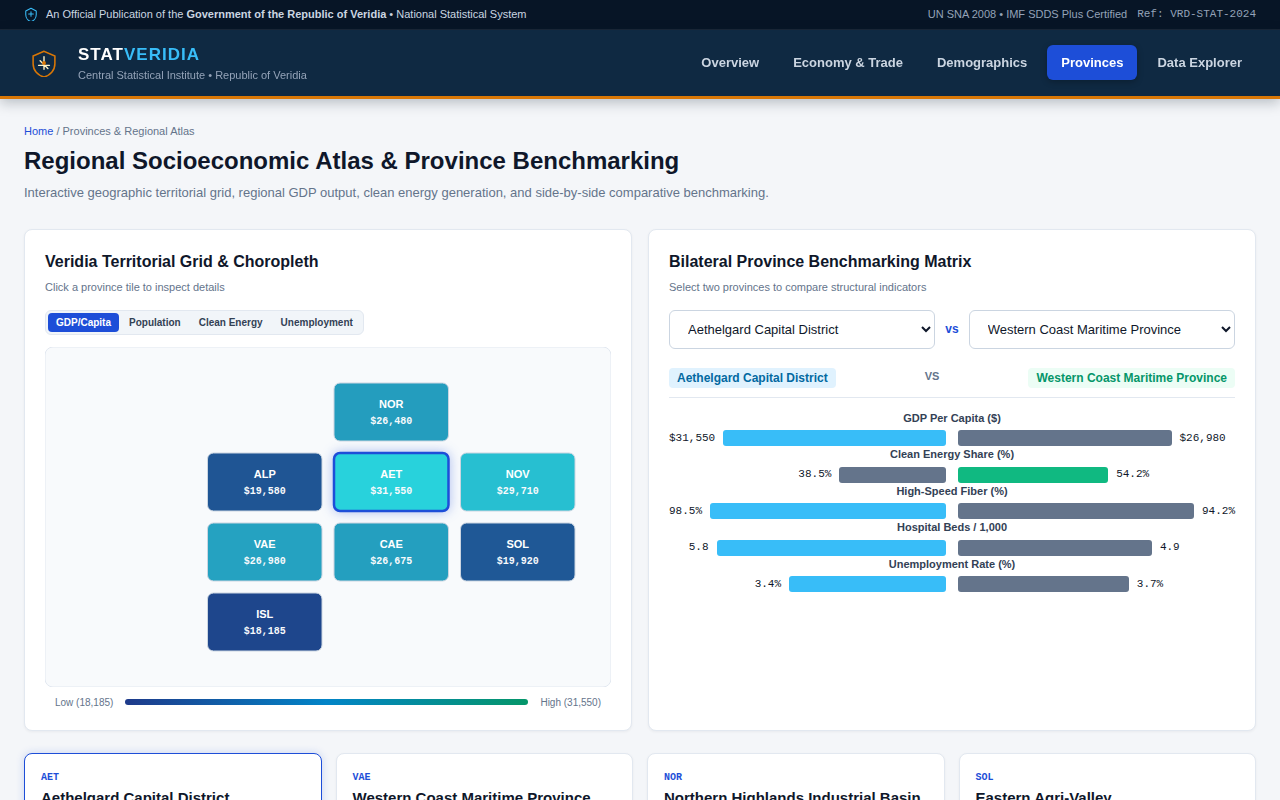 An Official Publication of the Government of the Republic of Veridia • National Statistical System
UN SNA 2008 • IMF SDDS Plus Certified Ref: VRD-STAT-2024
STATVERIDIA
Central Statistical Institute • Republic of Veridia
Overview
Economy & Trade
Demographics
Provinces
Data Explorer
Home / Provinces & Regional Atlas
Regional Socioeconomic Atlas & Province Benchmarking
Interactive geographic territorial grid, regional GDP output, clean energy generation, and side-by-side comparative benchmarking.
Veridia Territorial Grid & Choropleth
Click a province tile to inspect details
GDP/Capita
Population
Clean Energy
Unemployment
NOR
$26,480
ALP
$19,580
AET
$31,550
NOV
$29,710
VAE
$26,980
CAE
$26,675
SOL
$19,920
ISL
$18,185
Low (18,185)
High (31,550)
Bilateral Province Benchmarking Matrix
Select two provinces to compare structural indicators
Aethelgard Capital District
vs
Western Coast Maritime Province
Aethelgard Capital District
VS
Western Coast Maritime Province
GDP Per Capita ($)
$31,550
$26,980
Clean Energy Share (%)
38.5%
54.2%
High-Speed Fiber (%)
98.5%
94.2%
Hospital Beds / 1,000
5.8
4.9
Unemployment Rate (%)
3.4%
3.7%
AET
Aethelgard Capital District
VAE
Western Coast Maritime Province
NOR
Northern Highlands Industrial Basin
SOL
Eastern Agri-Valley